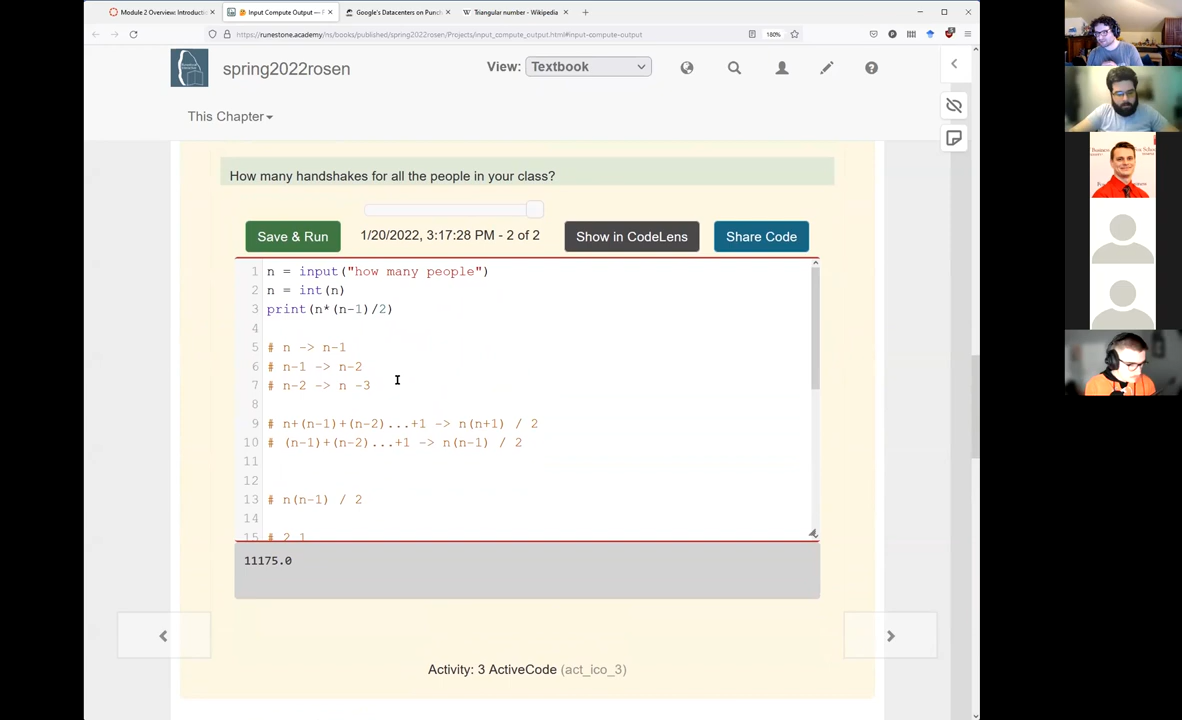 Module 2 Overview: Introducti
Input Compute Output —
Google's Datacenters on Punch
Triangular number - Wikipedia
https://runestone.academy/ns/books/published/spring2022rosen/Projects/input_compute_output.html#input-compute-output
180%
spring2022rosen
View:
Textbook
This Chapter
How many handshakes for all the people in your class?
Save & Run
1/20/2022, 3:17:28 PM - 2 of 2
Show in CodeLens
Share Code
1 n = input("how many people")
2 n = int(n)
3 print(n*(n-1)/2)
4
5 # n -> n-1
6 # n-1 -> n-2
7 # n-2 -> n -3
8
9 # n+(n-1)+(n-2)...+1 -> n(n+1) / 2
10 # (n-1)+(n-2)...+1 -> n(n-1) / 2
11
12
13 # n(n-1) / 2
14
15 # 2 1
11175.0
Activity: 3 ActiveCode (act_ico_3)